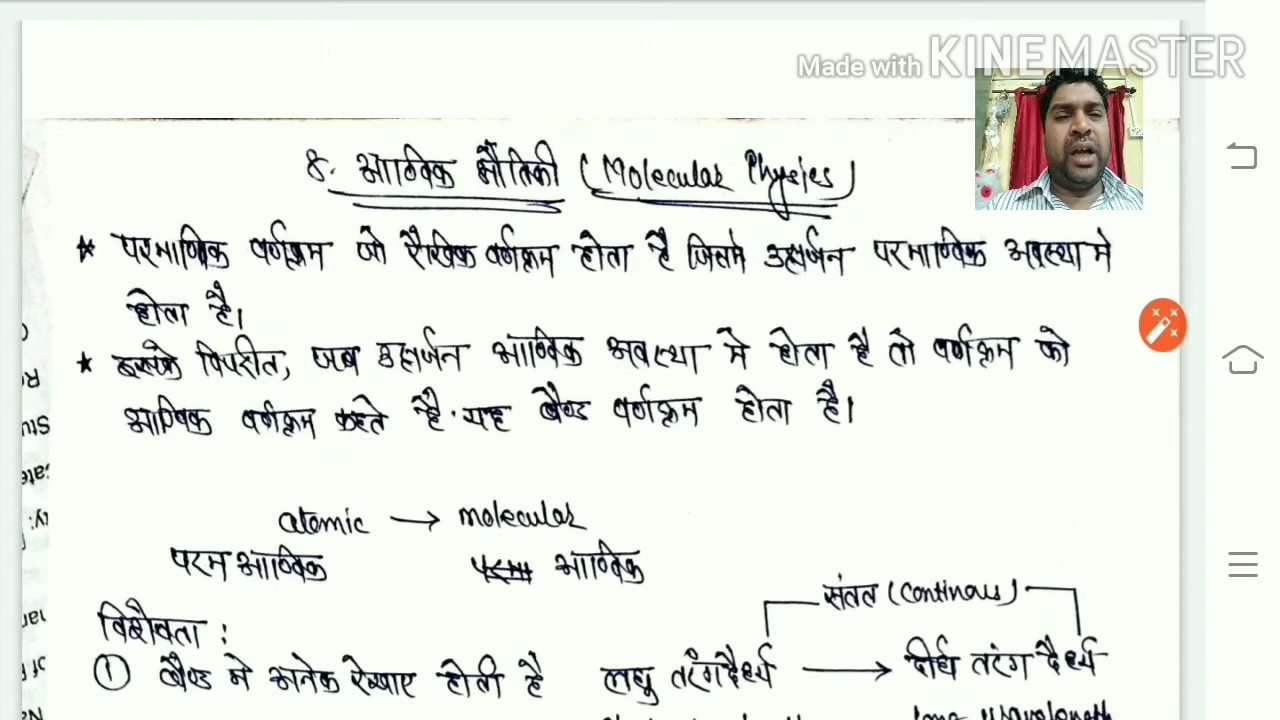 Made with KINEMASTER
8. आण्विक भौतिकी (Molecular Physics)
* परमाण्विक वर्णक्रम जो रैखिक वर्णक्रम होता है जिसमे उत्सर्जन परमाण्विक अवस्था मे
होता है।
* इसके विपरीत, जब उत्सर्जन आण्विक अवस्था मे होता है तो वर्णक्रम को
आण्विक वर्णक्रम कहते है. यह बैण्ड वर्णक्रम होता है।
atomic → molecular
परम आण्विक आण्विक
संतत (continous)
विशेषता :
① बैण्ड मे अनेक रेखाए होती है लघु तरंगदैर्ध्य → दीर्घ तरंग दैर्ध्य